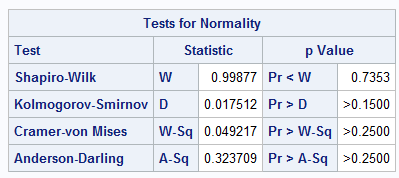 Tests for Normality
Test Statistic p Value
Shapiro-Wilk W 0.99877 Pr < W 0.7353
Kolmogorov-Smirnov D 0.017512 Pr > D >0.1500
Cramer-von Mises W-Sq 0.049217 Pr > W-Sq >0.2500
Anderson-Darling A-Sq 0.323709 Pr > A-Sq >0.2500